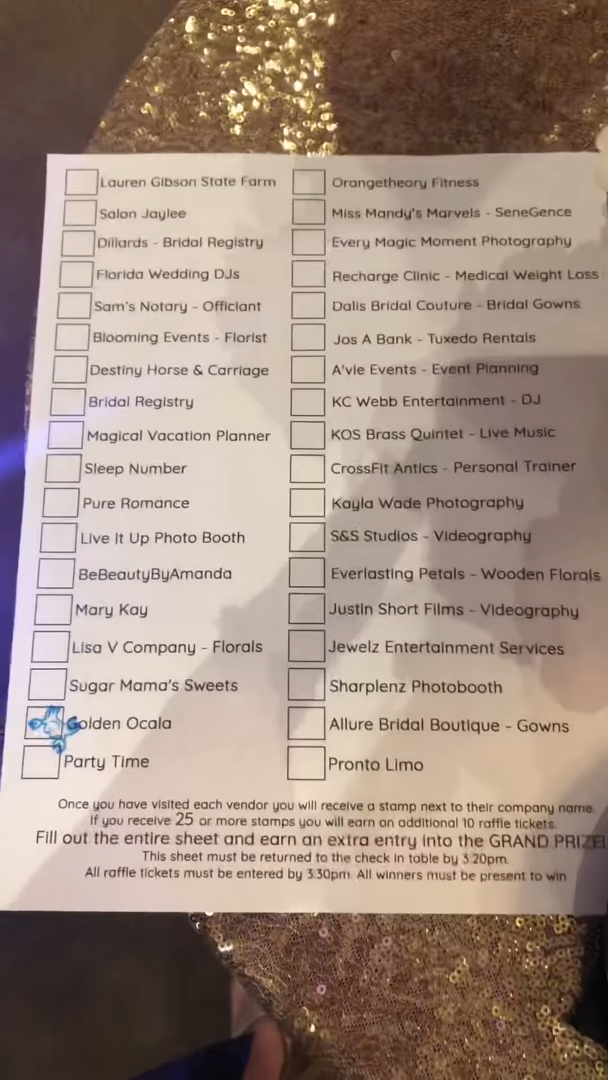 Lauren Gibson State Farm
Salon Jaylee
Dillards - Bridal Registry
Florida Wedding DJs
Sam's Notary - Officiant
Blooming Events - Florist
Destiny Horse & Carriage
Bridal Registry
Magical Vacation Planner
Sleep Number
Pure Romance
Live It Up Photo Booth
BeBeautyByAmanda
Mary Kay
Lisa V Company - Florals
Sugar Mama's Sweets
Golden Ocala
Party Time
Orangetheory Fitness
Miss Mandy's Marvels - SeneGence
Every Magic Moment Photography
Recharge Clinic - Medical Weight Loss
Dalis Bridal Couture - Bridal Gowns
Jos A Bank - Tuxedo Rentals
A'vie Events - Event Planning
KC Webb Entertainment - DJ
KOS Brass Quintet - Live Music
CrossFit Antics - Personal Trainer
Kayla Wade Photography
S&S Studios - Videography
Everlasting Petals - Wooden Florals
Justin Short Films - Videography
Jewelz Entertainment Services
Sharplenz Photobooth
Allure Bridal Boutique - Gowns
Pronto Limo
Once you have visited each vendor you will receive a stamp next to their company name.
If you receive 25 or more stamps you will earn an additional 10 raffle tickets.
Fill out the entire sheet and earn an extra entry into the GRAND PRIZE!
This sheet must be returned to the check in table by 3:20pm.
All raffle tickets must be entered by 3:30pm. All winners must be present to win